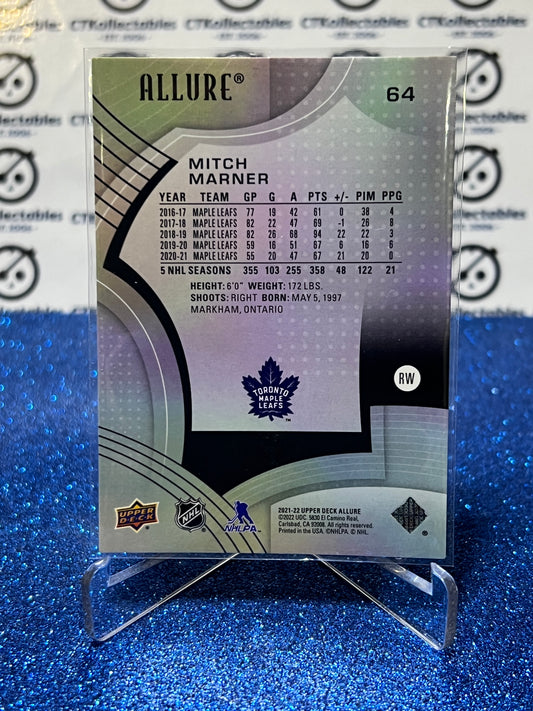 CTKollectables
EST. 2006
ALLURE®
64
MITCH
MARNER
YEAR TEAM GP G A PTS +/- PIM PPG
2016-17 MAPLE LEAFS 77 19 42 61 0 38 4
2017-18 MAPLE LEAFS 82 22 47 69 -1 26 8
2018-19 MAPLE LEAFS 82 26 68 94 22 22 3
2019-20 MAPLE LEAFS 59 16 51 67 6 16 6
2020-21 MAPLE LEAFS 55 20 47 67 21 20 0
5 NHL SEASONS 355 103 255 358 48 122 21
HEIGHT: 6'0" WEIGHT: 172 LBS.
SHOOTS: RIGHT BORN: MAY 5, 1997
MARKHAM, ONTARIO
TORONTO
MAPLE
LEAFS
™
RW
UPPER
DECK
NHL
NHLPA
2021-22 UPPER DECK ALLURE
©2022 UDC. 5830 El Camino Real,
Carlsbad, CA 92008. All rights reserved.
Printed in the USA. ©NHLPA. © NHL.
®